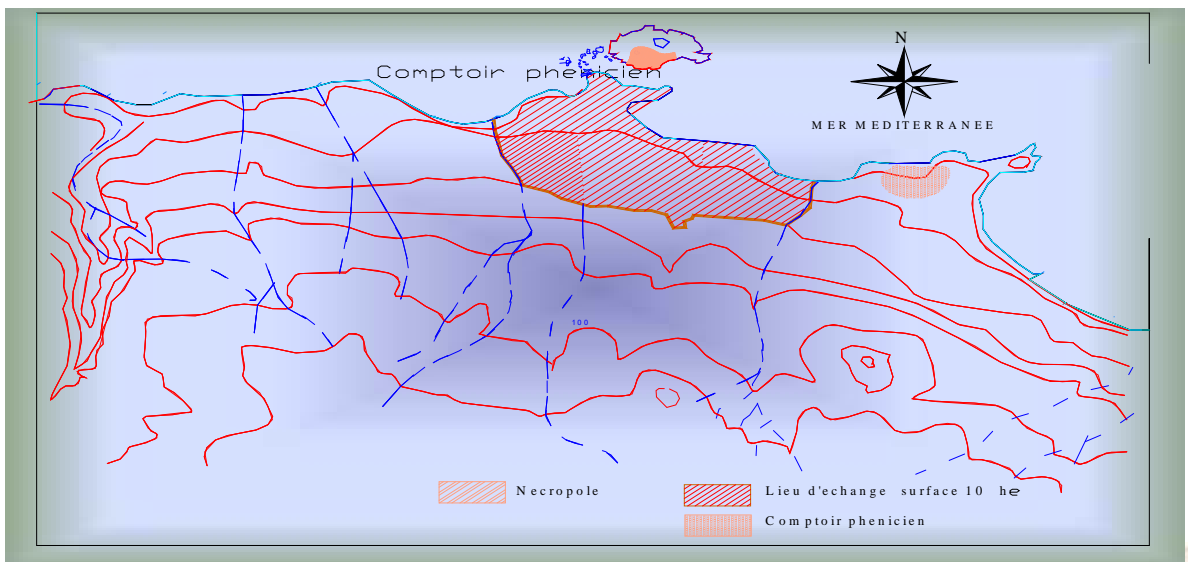 N
Comptoir phenicien
MER MEDITERRANEE
100
Necropole
Lieu d'echange surface 10 he
Comptoir phenicien